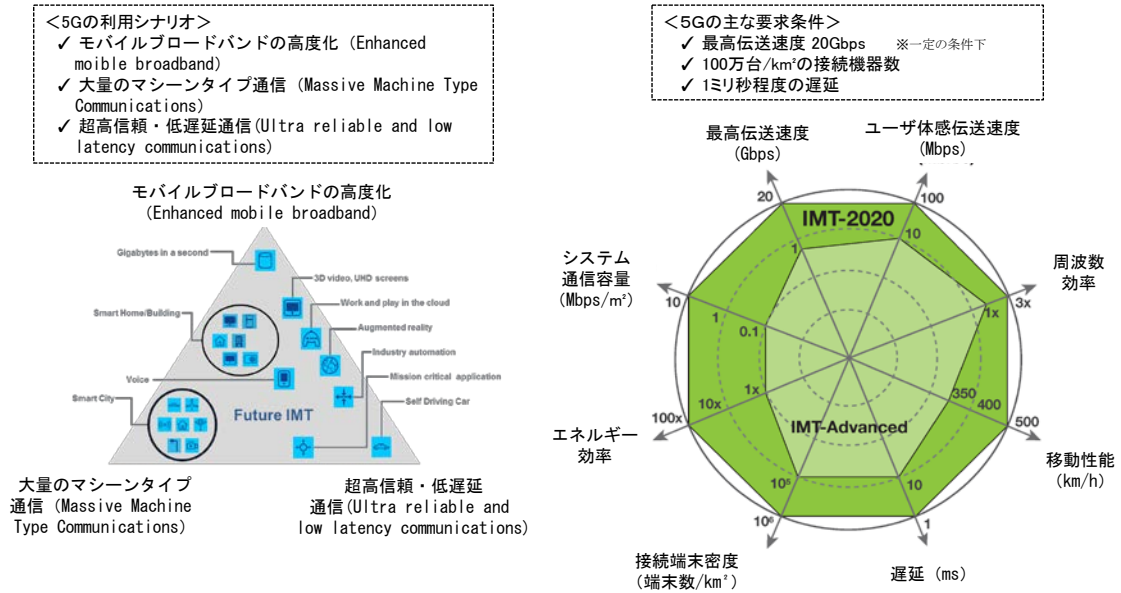 <5Gの利用シナリオ>
✓ モバイルブロードバンドの高度化 (Enhanced
moible broadband)
✓ 大量のマシーンタイプ通信 (Massive Machine Type
Communications)
✓ 超高信頼・低遅延通信(Ultra reliable and low
latency communications)
モバイルブロードバンドの高度化
(Enhanced mobile broadband)
Gigabytes in a second
3D video, UHD screens
Work and play in the cloud
Smart Home/Building
Augmented reality
Industry automation
Voice
Mission critical application
Smart City
Self Driving Car
Future IMT
大量のマシーンタイプ
通信 (Massive Machine
Type Communications)
超高信頼・低遅延
通信(Ultra reliable and
low latency communications)
<5Gの主な要求条件>
✓ 最高伝送速度 20Gbps ※一定の条件下
✓ 100万台/km²の接続機器数
✓ 1ミリ秒程度の遅延
最高伝送速度
(Gbps)
ユーザ体感伝送速度
(Mbps)
20
100
IMT-2020
1
10
システム
通信容量
(Mbps/㎡)
周波数
効率
10
1
0.1
1x
3x
1x
10x
100x
350
400
500
エネルギー
効率
IMT-Advanced
移動性能
(km/h)
10⁵
10
10⁶
1
接続端末密度
(端末数/km²)
遅延 (ms)